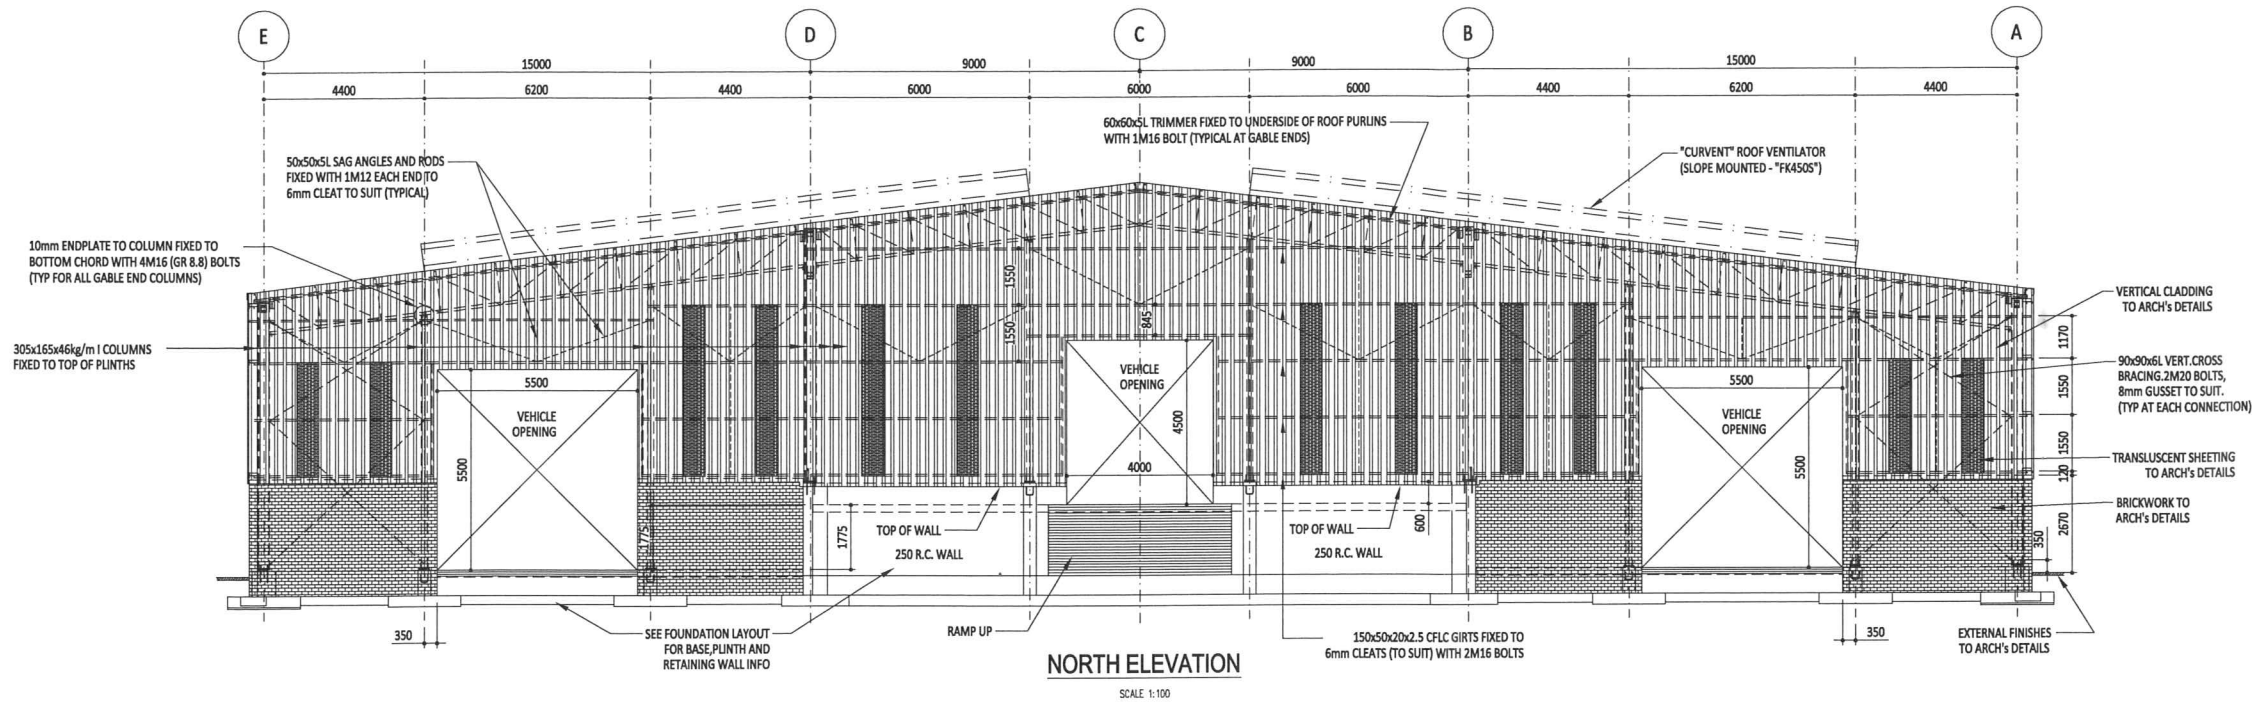 E
D
C
B
A
15000
9000
9000
15000
4400
6200
4400
6000
6000
6000
4400
6200
4400
60x60x5L TRIMMER FIXED TO UNDERSIDE OF ROOF PURLINS
WITH 1M16 BOLT (TYPICAL AT GABLE ENDS)
"CURVENT" ROOF VENTILATOR
(SLOPE MOUNTED - "FK450S")
50x50x5L SAG ANGLES AND RODS
FIXED WITH 1M12 EACH END TO
6mm CLEAT TO SUIT (TYPICAL)
10mm ENDPLATE TO COLUMN FIXED TO
BOTTOM CHORD WITH 4M16 (GR 8.8) BOLTS
(TYP FOR ALL GABLE END COLUMNS)
305x165x46kg/m I COLUMNS
FIXED TO TOP OF PLINTHS
1550
1550
845
VERTICAL CLADDING
TO ARCH's DETAILS
1170
90x90x6L VERT.CROSS
BRACING.2M20 BOLTS,
8mm GUSSET TO SUIT.
(TYP AT EACH CONNECTION)
1550
1550
120
TRANSLUSCENT SHEETING
TO ARCH's DETAILS
BRICKWORK TO
ARCH's DETAILS
2670
350
5500
VEHICLE
OPENING
5500
VEHICLE
OPENING
4500
4000
5500
VEHICLE
OPENING
5500
1775
1775
TOP OF WALL
250 R.C. WALL
TOP OF WALL
250 R.C. WALL
600
350
SEE FOUNDATION LAYOUT
FOR BASE,PLINTH AND
RETAINING WALL INFO
RAMP UP
150x50x20x2.5 CFLC GIRTS FIXED TO
6mm CLEATS (TO SUIT) WITH 2M16 BOLTS
350
EXTERNAL FINISHES
TO ARCH's DETAILS
NORTH ELEVATION
SCALE 1:100